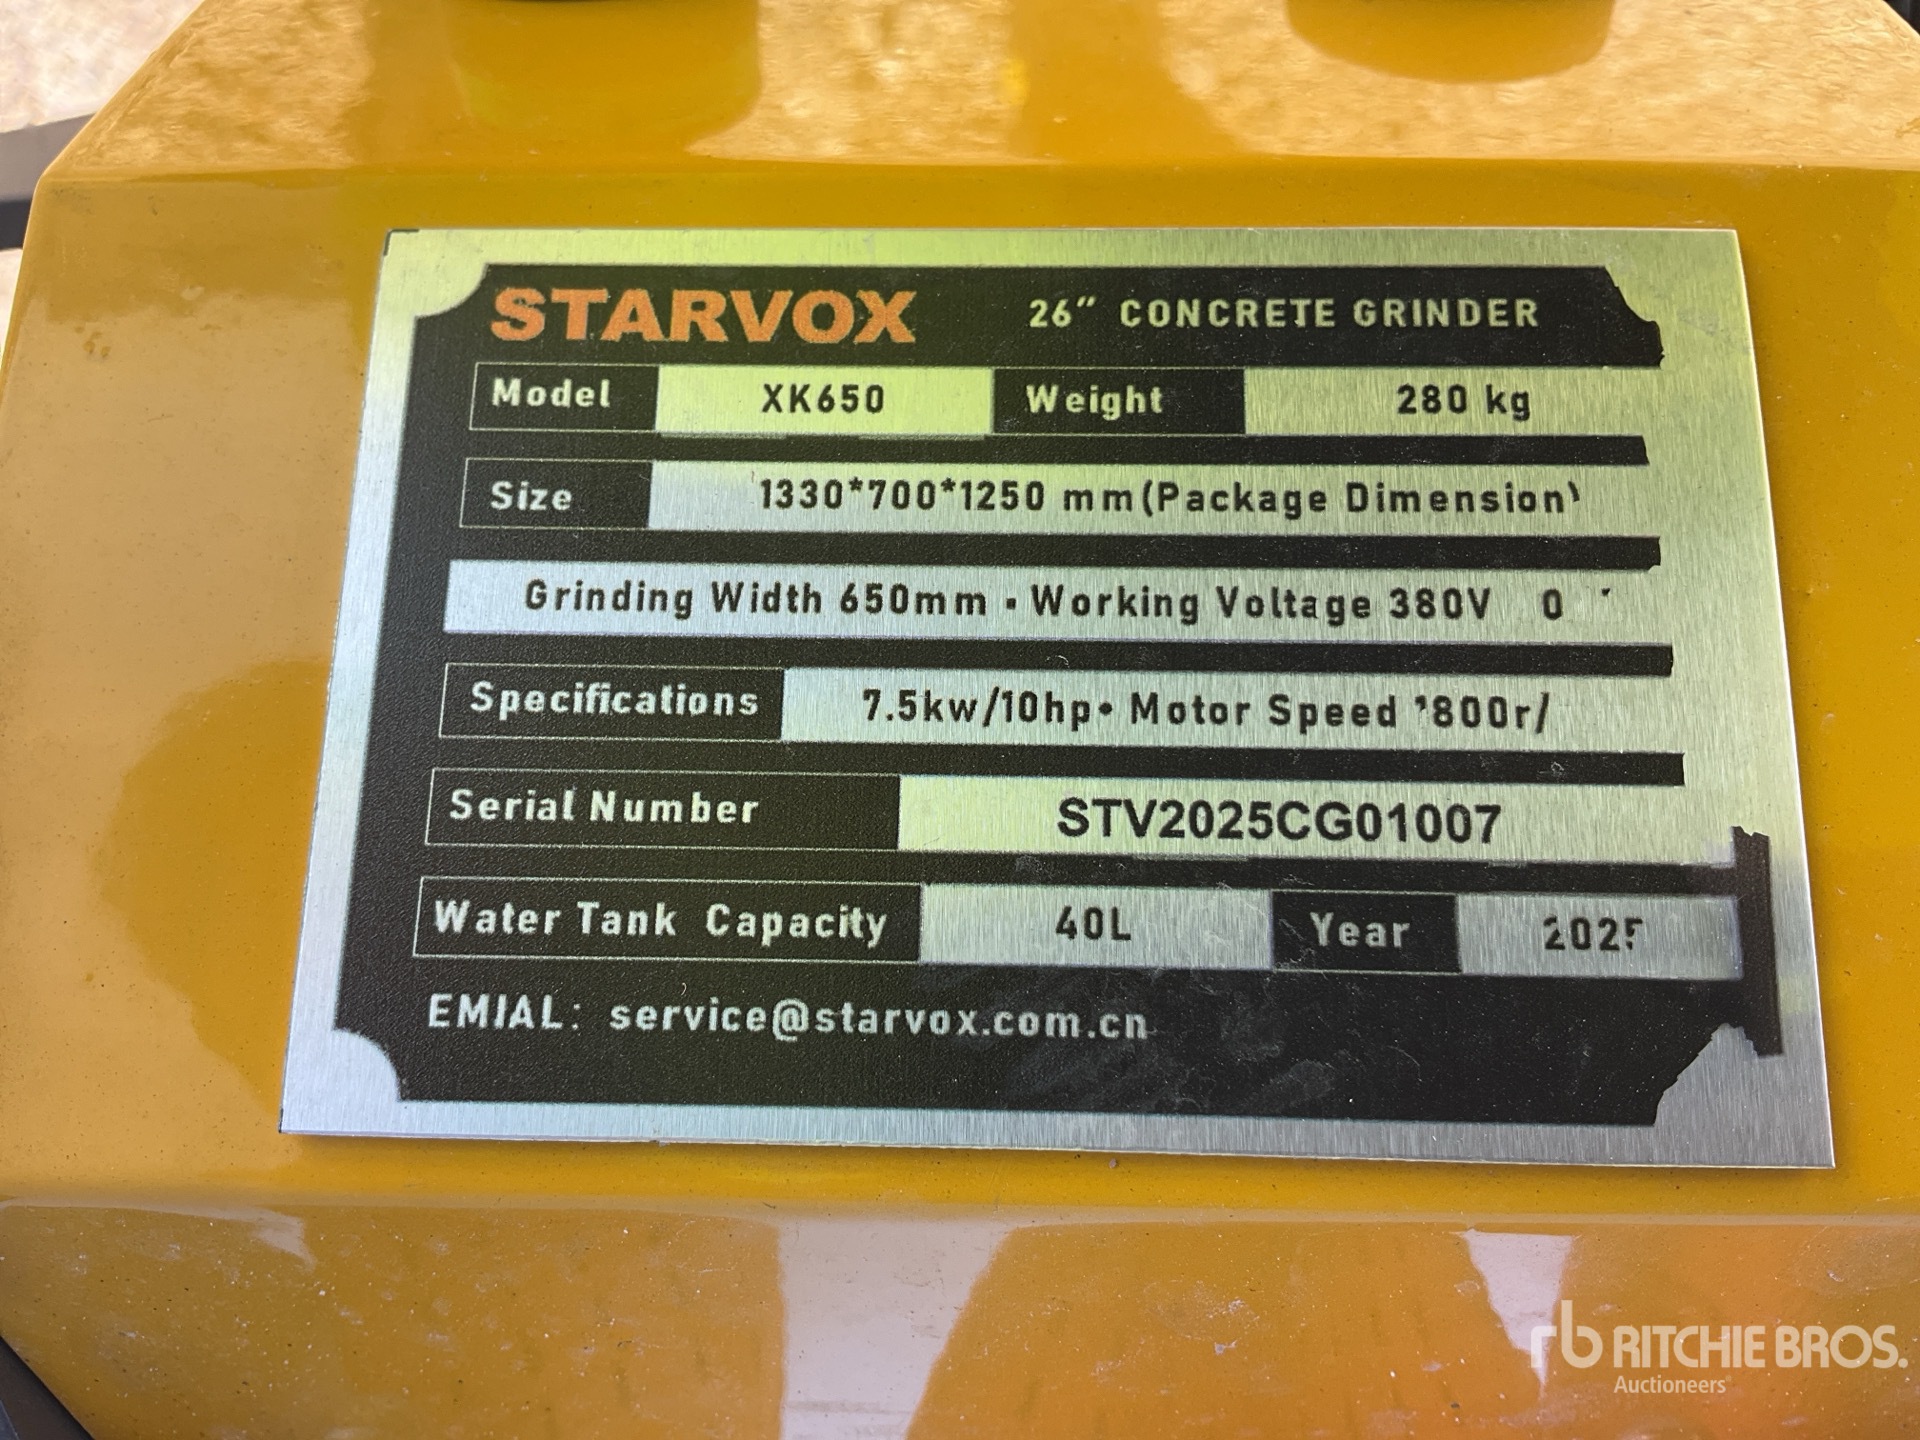 STARVOX 26" CONCRETE GRINDER
Model XK650 Weight 280 kg
Size 1330*700*1250 mm(Package Dimension)
Grinding Width 650mm ▪ Working Voltage 380V
Specifications 7.5kw/10hp• Motor Speed
Serial Number STV2025CG01007
Water Tank Capacity 40L Year 2025
EMIAL: service@starvox.com.cn
rb RITCHIE BROS.
Auctioneers